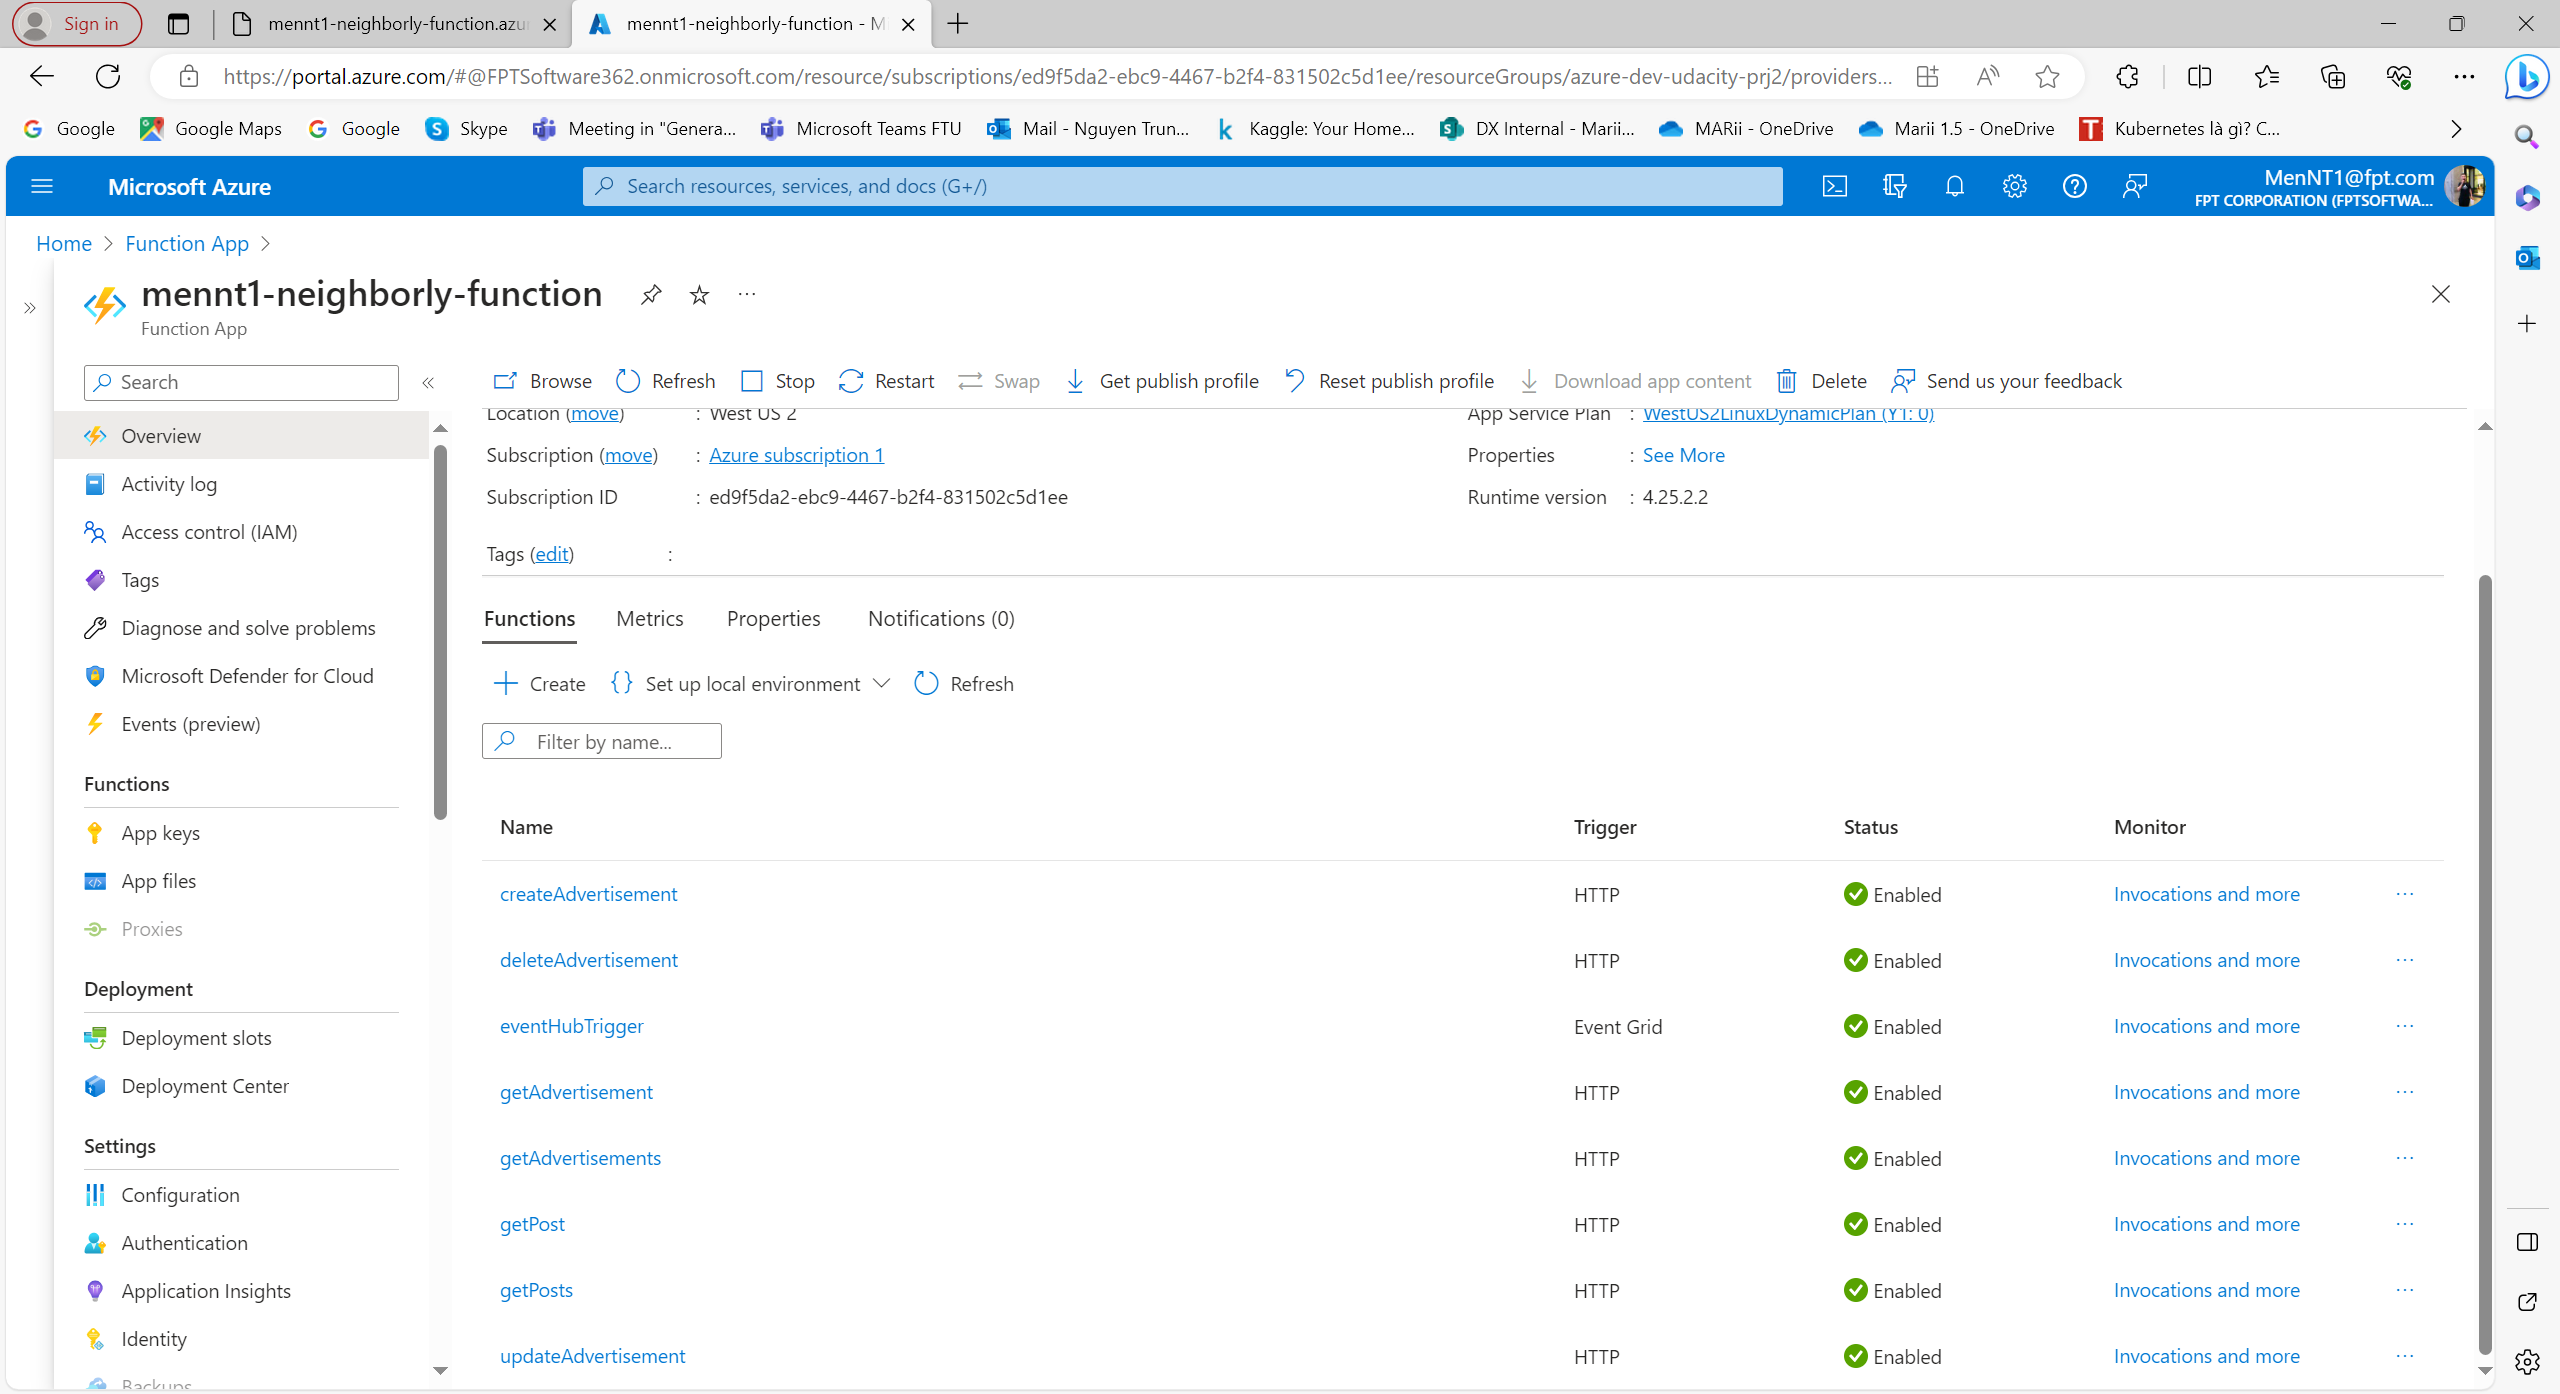 Sign in
mennt1-neighborly-function.azu
mennt1-neighborly-function - M
https://portal.azure.com/#@FPTSoftware362.onmicrosoft.com/resource/subscriptions/ed9f5da2-ebc9-4467-b2f4-831502c5d1ee/resourceGroups/azure-dev-udacity-prj2/providers...
Google
Google Maps
Google
Skype
Meeting in "Genera...
Microsoft Teams FTU
Mail - Nguyen Trun...
Kaggle: Your Home...
DX Internal - Marii...
MARii - OneDrive
Marii 1.5 - OneDrive
Kubernetes là gì? C...
Microsoft Azure
Search resources, services, and docs (G+/)
MenNT1@fpt.com
FPT CORPORATION (FPTSOFTWA...
Home > Function App >
mennt1-neighborly-function
Function App
Search
Browse Refresh Stop Restart Swap Get publish profile Reset publish profile Download app content Delete Send us your feedback
Location (move) : West US 2
App Service Plan : WestUS2LinuxDynamicPlan (Y1: 0)
Subscription (move) : Azure subscription 1
Properties : See More
Subscription ID : ed9f5da2-ebc9-4467-b2f4-831502c5d1ee
Runtime version : 4.25.2.2
Tags (edit) :
Overview
Activity log
Access control (IAM)
Tags
Diagnose and solve problems
Microsoft Defender for Cloud
Events (preview)
Functions
App keys
App files
Proxies
Deployment
Deployment slots
Deployment Center
Settings
Configuration
Authentication
Application Insights
Identity
Backups
Functions Metrics Properties Notifications (0)
Create Set up local environment Refresh
Filter by name...
Name Trigger Status Monitor
createAdvertisement HTTP Enabled Invocations and more
deleteAdvertisement HTTP Enabled Invocations and more
eventHubTrigger Event Grid Enabled Invocations and more
getAdvertisement HTTP Enabled Invocations and more
getAdvertisements HTTP Enabled Invocations and more
getPost HTTP Enabled Invocations and more
getPosts HTTP Enabled Invocations and more
updateAdvertisement HTTP Enabled Invocations and more